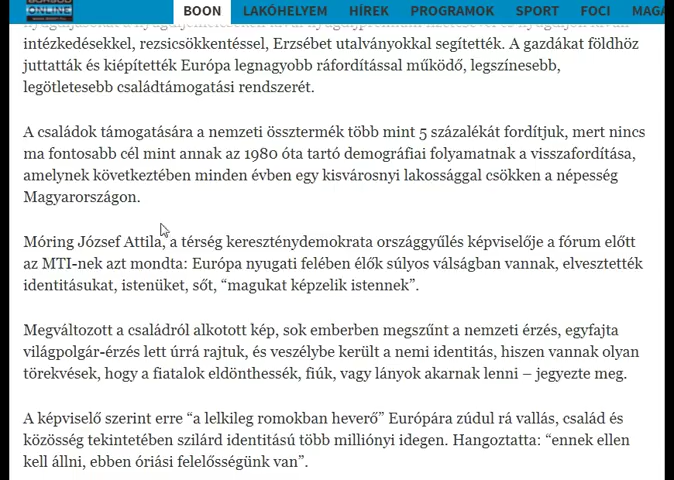 BORSOD
ONLINE
BOON LAKÓHELYEM HÍREK PROGRAMOK SPORT FOCI MAGA
intézkedésekkel, rezsicsökkentéssel, Erzsébet utalványokkal segítették. A gazdákat földhöz
juttatták és kiépítették Európa legnagyobb ráfordítással működő, legszínesebb,
legötletesebb családtámogatási rendszerét.
A családok támogatására a nemzeti össztermék több mint 5 százalékát fordítjuk, mert nincs
ma fontosabb cél mint annak az 1980 óta tartó demográfiai folyamatnak a visszafordítása,
amelynek következtében minden évben egy kisvárosnyi lakossággal csökken a népesség
Magyarországon.
Móring József Attila, a térség kereszténydemokrata országgyűlés képviselője a fórum előtt
az MTI-nek azt mondta: Európa nyugati felében élők súlyos válságban vannak, elvesztették
identitásukat, istenüket, sőt, “magukat képzelik istennek”.
Megváltozott a családról alkotott kép, sok emberben megszűnt a nemzeti érzés, egyfajta
világpolgár-érzés lett úrrá rajtuk, és veszélybe került a nemi identitás, hiszen vannak olyan
törekvések, hogy a fiatalok eldönthessék, fiúk, vagy lányok akarnak lenni – jegyezte meg.
A képviselő szerint erre “a lelkileg romokban heverő” Európára zúdul rá vallás, család és
közösség tekintetében szilárd identitású több milliónyi idegen. Hangoztatta: “ennek ellen
kell állni, ebben óriási felelősségünk van”.